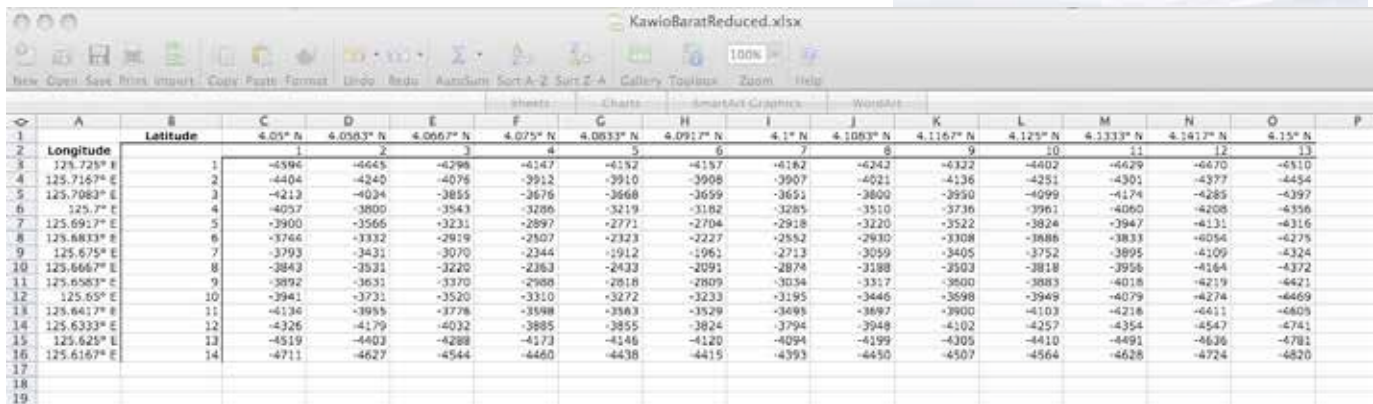 KawioBaratReduced.xlsx
100%
New Open Save Print Import Copy Paste Format Undo Redo AutoSum Sort A-Z Sort Z-A Gallery Toolbox Zoom Help
Sheets Charts SmartArt Graphics WordArt
A B C D E F G H I J K L M N O P
1 Latitude 4.05° N 4.0583° N 4.0667° N 4.075° N 4.0833° N 4.0917° N 4.1° N 4.1083° N 4.1167° N 4.125° N 4.1333° N 4.1417° N 4.15° N
2 Longitude 1 2 3 4 5 6 7 8 9 10 11 12 13
3 125.725° E 1 -4594 -4445 -4296 -4147 -4152 -4157 -4162 -4242 -4322 -4402 -4429 -4470 -4510
4 125.7167° E 2 -4404 -4240 -4076 -3912 -3910 -3908 -3907 -4021 -4136 -4251 -4301 -4377 -4454
5 125.7083° E 3 -4213 -4034 -3855 -3676 -3668 -3659 -3651 -3800 -3950 -4099 -4174 -4285 -4397
6 125.7° E 4 -4057 -3800 -3543 -3286 -3219 -3182 -3285 -3510 -3736 -3961 -4060 -4208 -4356
7 125.6917° E 5 -3900 -3566 -3231 -2897 -2771 -2704 -2918 -3220 -3522 -3824 -3947 -4131 -4316
8 125.6833° E 6 -3744 -3332 -2919 -2507 -2323 -2227 -2552 -2930 -3308 -3686 -3833 -4054 -4275
9 125.675° E 7 -3793 -3431 -3070 -2344 -1912 -1961 -2713 -3059 -3405 -3752 -3895 -4109 -4324
10 125.6667° E 8 -3843 -3531 -3220 -2363 -2433 -2091 -2874 -3188 -3503 -3818 -3956 -4164 -4372
11 125.6583° E 9 -3892 -3631 -3370 -2988 -2818 -2809 -3034 -3317 -3600 -3883 -4018 -4219 -4421
12 125.65° E 10 -3941 -3731 -3520 -3310 -3272 -3233 -3195 -3446 -3698 -3949 -4079 -4274 -4469
13 125.6417° E 11 -4134 -3955 -3776 -3598 -3563 -3529 -3495 -3697 -3900 -4103 -4216 -4411 -4605
14 125.6333° E 12 -4326 -4179 -4032 -3885 -3855 -3824 -3794 -3948 -4102 -4257 -4354 -4547 -4741
15 125.625° E 13 -4519 -4403 -4288 -4173 -4146 -4120 -4094 -4199 -4305 -4410 -4491 -4636 -4781
16 125.6167° E 14 -4711 -4627 -4544 -4460 -4438 -4415 -4393 -4450 -4507 -4564 -4628 -4724 -4820
17
18
19